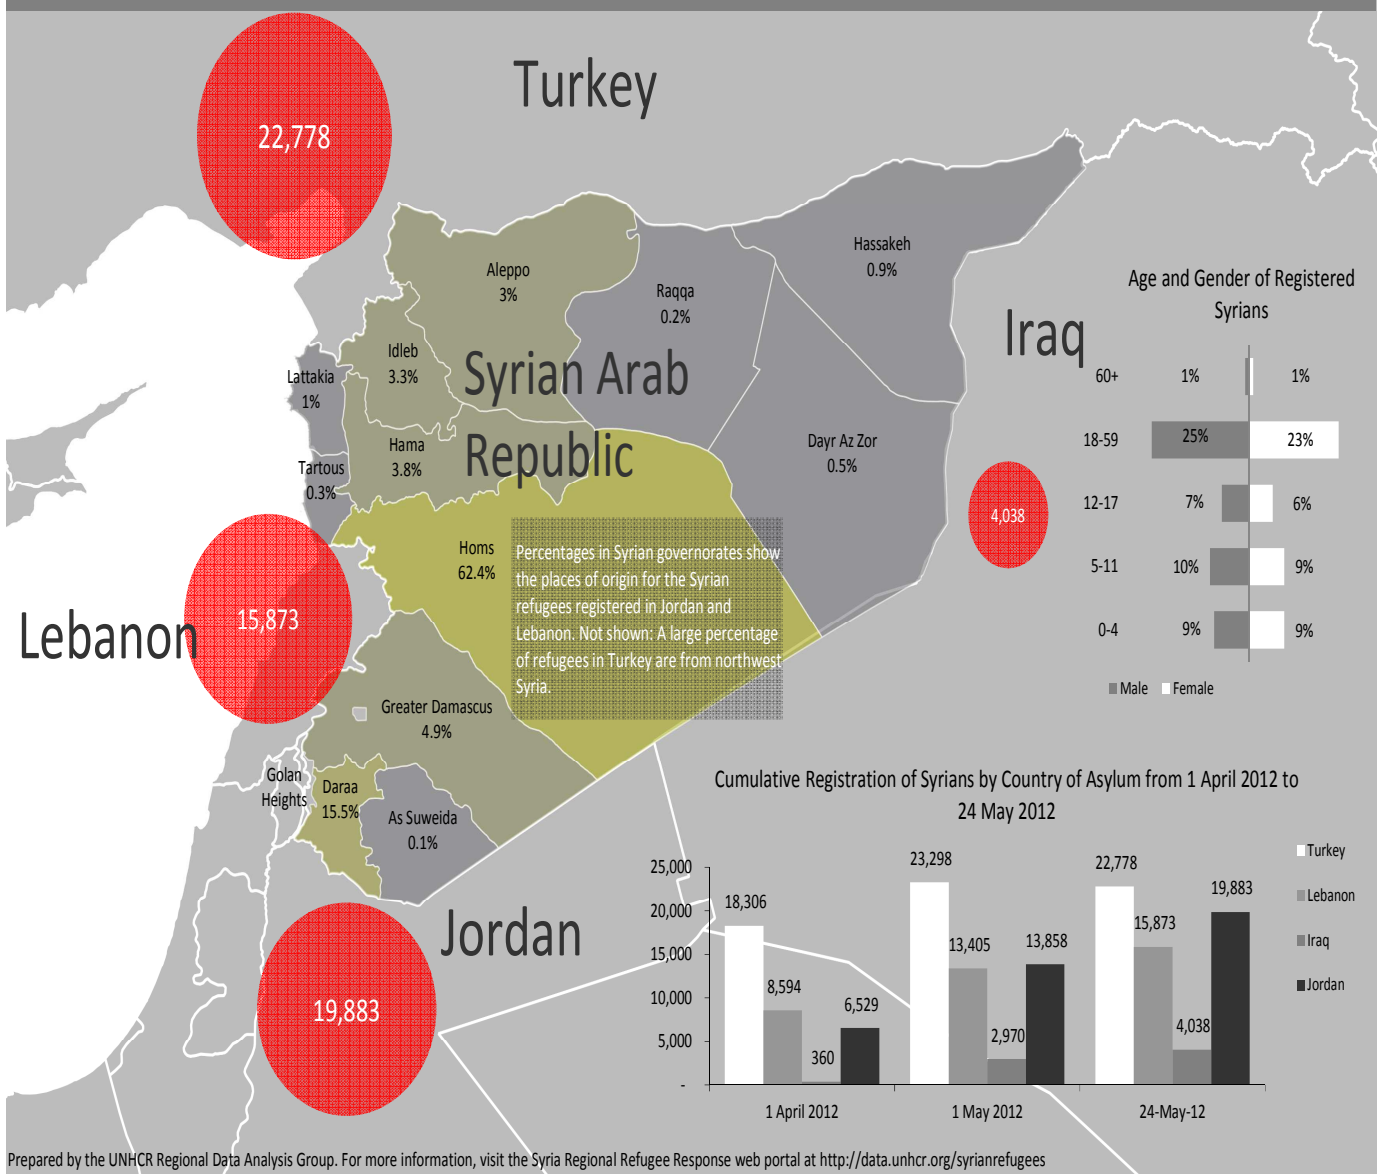 Turkey
22,778
Hassakeh
0.9%
Aleppo
3%
Raqqa
0.2%
Age and Gender of Registered
Syrians
Iraq
Idleb
3.3%
Syrian Arab
Republic
Lattakia
1%
60+ 1% 1%
18-59 25% 23%
12-17 7% 6%
5-11 10% 9%
0-4 9% 9%
Male Female
Hama
3.8%
Dayr Az Zor
0.5%
Tartous
0.3%
4,038
Homs
62.4%
Percentages in Syrian governorates show
the places of origin for the Syrian
refugees registered in Jordan and
Lebanon. Not shown: A large percentage
of refugees in Turkey are from northwest
Syria.
Lebanon
15,873
Greater Damascus
4.9%
Golan
Heights
Daraa
15.5%
As Suweida
0.1%
Jordan
19,883
Cumulative Registration of Syrians by Country of Asylum from 1 April 2012 to
24 May 2012
25,000
20,000
15,000
10,000
5,000
-
18,306
8,594
360
6,529
23,298
13,405
2,970
13,858
22,778
15,873
4,038
19,883
1 April 2012 1 May 2012 24-May-12
Turkey
Lebanon
Iraq
Jordan
Prepared by the UNHCR Regional Data Analysis Group. For more information, visit the Syria Regional Refugee Response web portal at http://data.unhcr.org/syrianrefugees